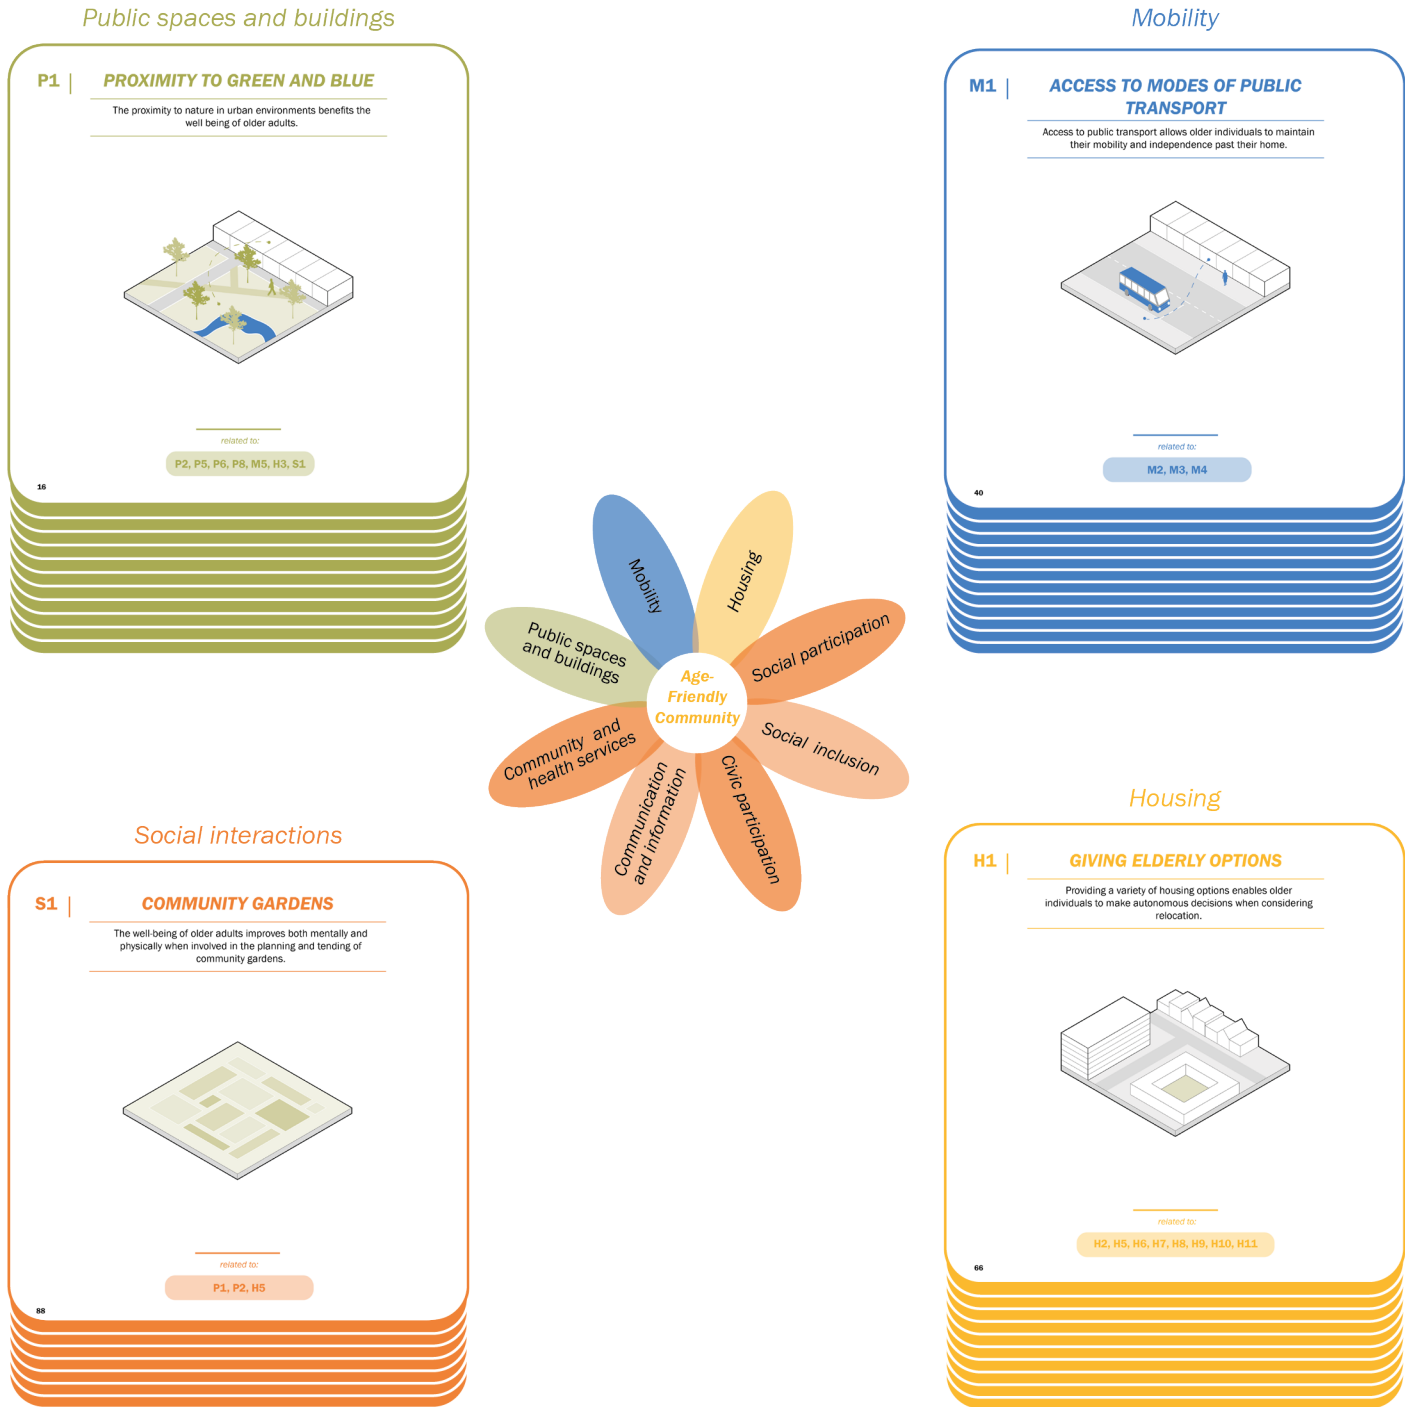 Public spaces and buildings
P1 |
PROXIMITY TO GREEN AND BLUE
The proximity to nature in urban environments benefits the
well being of older adults.
related to:
P2, P5, P6, P8, M5, H3, S1
16
Mobility
M1 |
ACCESS TO MODES OF PUBLIC
TRANSPORT
Access to public transport allows older individuals to maintain
their mobility and independence past their home.
related to:
M2, M3, M4
40
Mobility
Housing
Public spaces
and buildings
Social participation
Age-
Friendly
Community
Community and
health services
Social inclusion
Communication
and information
Civic participation
Social interactions
S1 |
COMMUNITY GARDENS
The well-being of older adults improves both mentally and
physically when involved in the planning and tending of
community gardens.
related to:
P1, P2, H5
88
Housing
H1 |
GIVING ELDERLY OPTIONS
Providing a variety of housing options enables older
individuals to make autonomous decisions when considering
relocation.
related to:
H2, H5, H6, H7, H8, H9, H10, H11
66